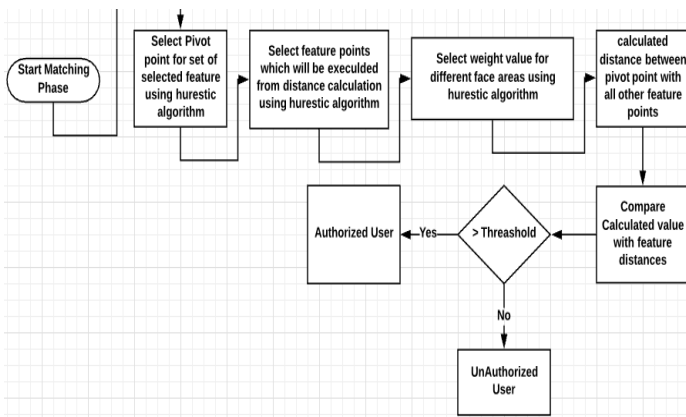 Start Matching
Phase
Select Pivot
point for set of
selected feature
using hurestic
algorithm
Select feature points
which will be execulded
from distance calculation
using hurestic algorithm
Select weight value for
different face areas using
hurestic algorithm
calculated
distance between
pivot point with
all other feature
points
Compare
Calculated value
with feature
distances
> Threashold
Yes
Authorized User
No
UnAuthorized
User